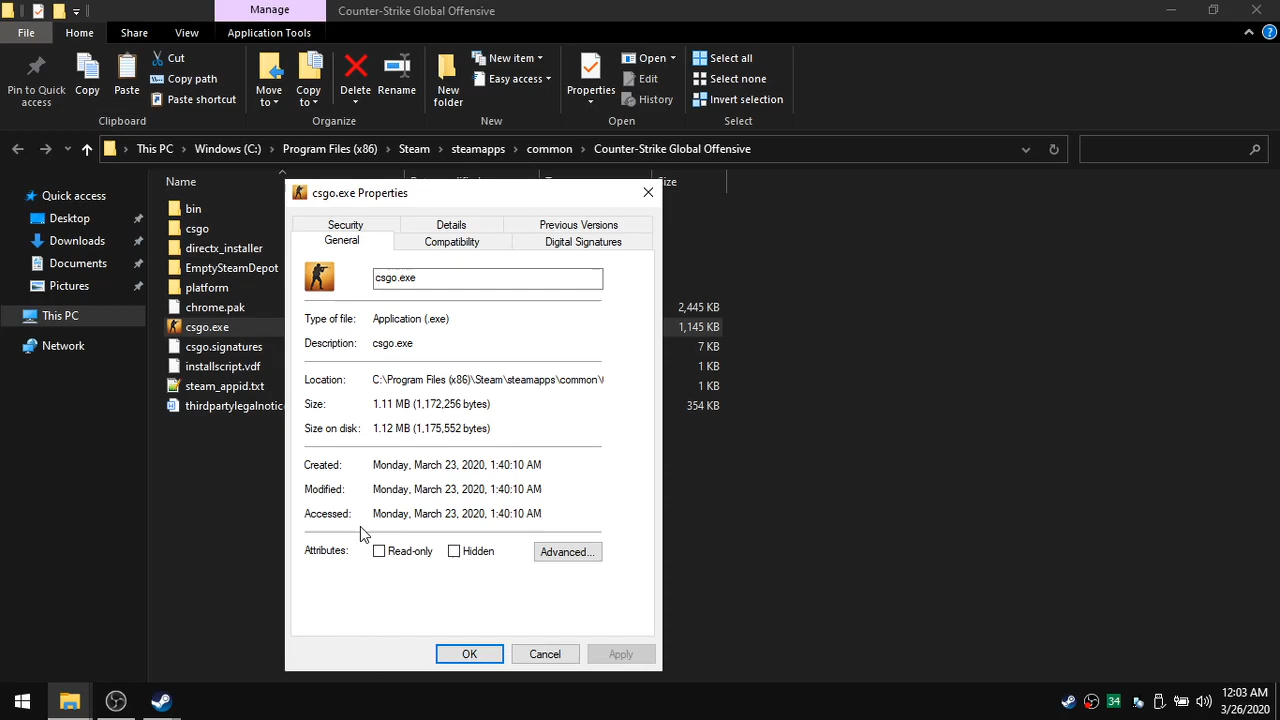 Manage
Counter-Strike Global Offensive
File
Home
Share
View
Application Tools
Pin to Quick access
Copy
Paste
Cut
Copy path
Paste shortcut
Clipboard
Move to
Copy to
Delete
Rename
Organize
New folder
New item
Easy access
New
Properties
Open
Edit
History
Open
Select all
Select none
Invert selection
Select
This PC > Windows (C:) > Program Files (x86) > Steam > steamapps > common > Counter-Strike Global Offensive
Quick access
Desktop
Downloads
Documents
Pictures
This PC
Network
Name
Size
bin
csgo
directx_installer
EmptySteamDepot
platform
chrome.pak
2,445 KB
csgo.exe
1,145 KB
csgo.signatures
7 KB
installscript.vdf
1 KB
steam_appid.txt
1 KB
thirdpartylegalnotic
354 KB
csgo.exe Properties
Security
Details
Previous Versions
General
Compatibility
Digital Signatures
csgo.exe
Type of file: Application (.exe)
Description: csgo.exe
Location: C:\Program Files (x86)\Steam\steamapps\common\
Size: 1.11 MB (1,172,256 bytes)
Size on disk: 1.12 MB (1,175,552 bytes)
Created: Monday, March 23, 2020, 1:40:10 AM
Modified: Monday, March 23, 2020, 1:40:10 AM
Accessed: Monday, March 23, 2020, 1:40:10 AM
Attributes: Read-only Hidden Advanced...
OK
Cancel
Apply
34
12:03 AM
3/26/2020